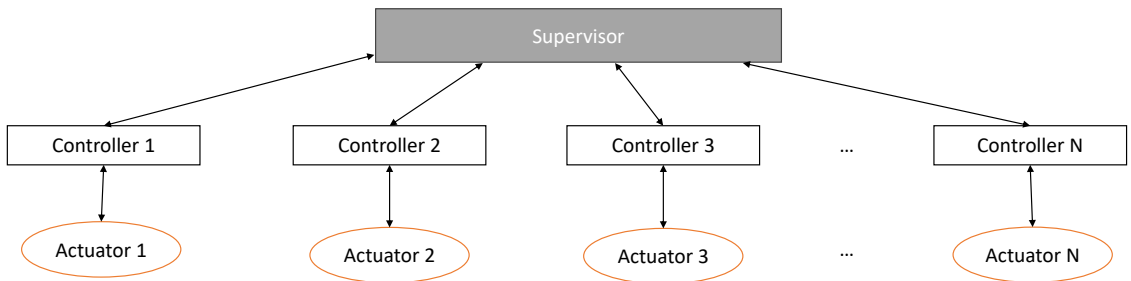 Supervisor
Controller 1
Controller 2
Controller 3
...
Controller N
Actuator 1
Actuator 2
Actuator 3
...
Actuator N